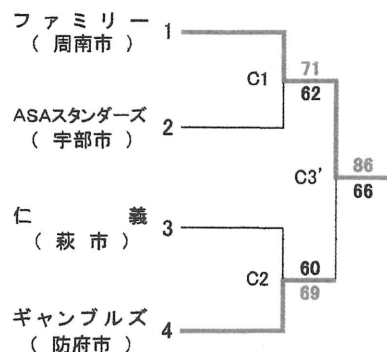 ファミリー 1
（ 周南市 ）
C1 71
62
ASAスタンダーズ 2
（ 宇部市 ）
C3' 86
66
仁 義 3
（ 萩 市 ）
C2 60
69
ギャンブルズ 4
（ 防府市 ）